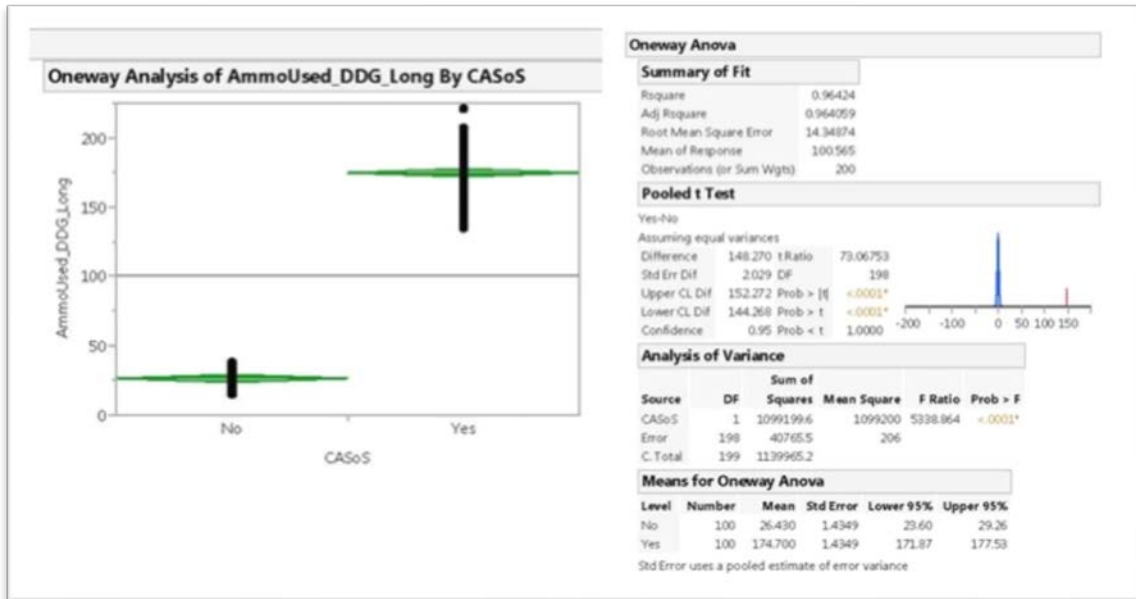 Oneway Analysis of AmmoUsed_DDG_Long By CASoS
AmmoUsed_DDG_Long
200
150
100
50
0
No Yes
CASoS
Oneway Anova
Summary of Fit
Rsquare 0.96424
Adj Rsquare 0.964059
Root Mean Square Error 14.34874
Mean of Response 100.565
Observations (or Sum Wgts) 200
Pooled t Test
Yes-No
Assuming equal variances
Difference 148.270 t Ratio 73.06753
Std Err Dif 2.029 DF 198
Upper CL Dif 152.272 Prob > |t| <.0001*
Lower CL Dif 144.268 Prob > t <.0001*
Confidence 0.95 Prob < t 1.0000
-200 -100 0 50 100 150
Analysis of Variance
Sum of
Source DF Squares Mean Square F Ratio Prob > F
CASoS 1 1099199.6 1099200 5338.864 <.0001*
Error 198 40765.5 206
C. Total 199 1139965.2
Means for Oneway Anova
Level Number Mean Std Error Lower 95% Upper 95%
No 100 26.430 1.4349 23.60 29.26
Yes 100 174.700 1.4349 171.87 177.53
Std Error uses a pooled estimate of error variance